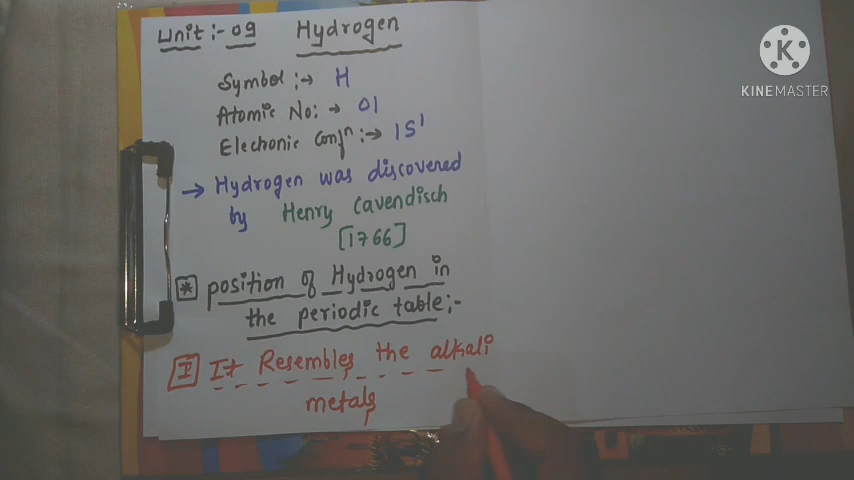 Unit :- 09 Hydrogen
Symbol :→ H
Atomic No: → 01
Electronic Confⁿ :→ 1S¹
→ Hydrogen was discovered
by Henry Cavendisch
[1766]
* position of Hydrogen in
the periodic table :-
I It Resembles the alkali
metals
K
KINEMASTER